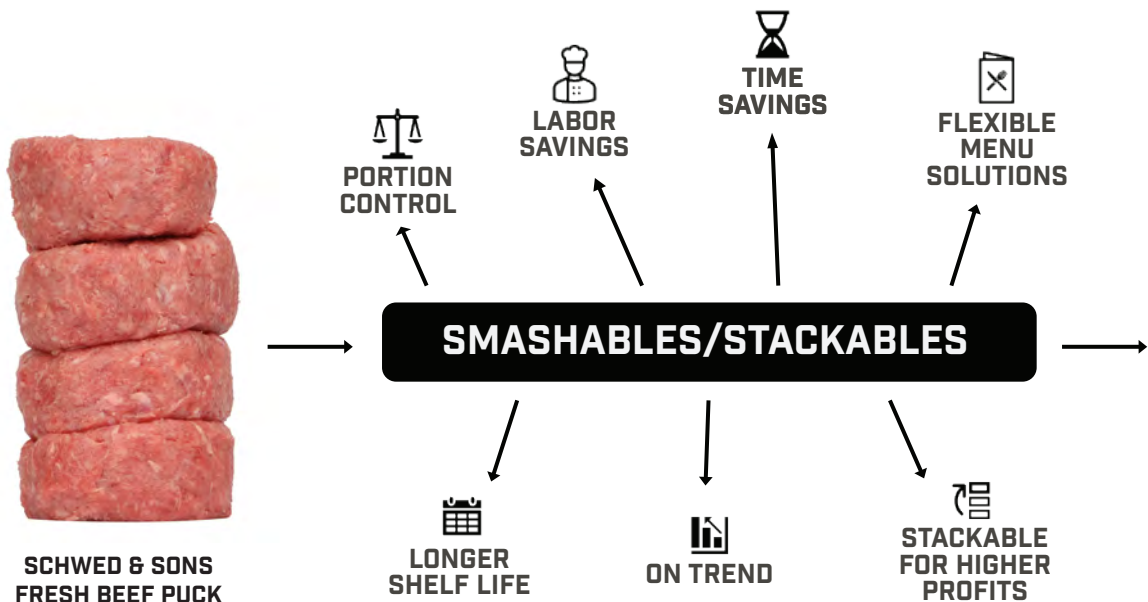 TIME
SAVINGS
LABOR
SAVINGS
FLEXIBLE
MENU
SOLUTIONS
PORTION
CONTROL
SMASHABLES/STACKABLES
SCHWED & SONS
FRESH BEEF PUCK
LONGER
SHELF LIFE
ON TREND
STACKABLE
FOR HIGHER
PROFITS